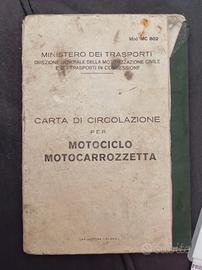 Mod. MC 802
MINISTERO DEI TRASPORTI
DIREZIONE GENERALE DELLA MOTORIZZAZIONE CIVILE
E DEI TRASPORTI IN CONCESSIONE
CARTA DI CIRCOLAZIONE
PER
MOTOCICLO
MOTOCARROZZETTA
subito